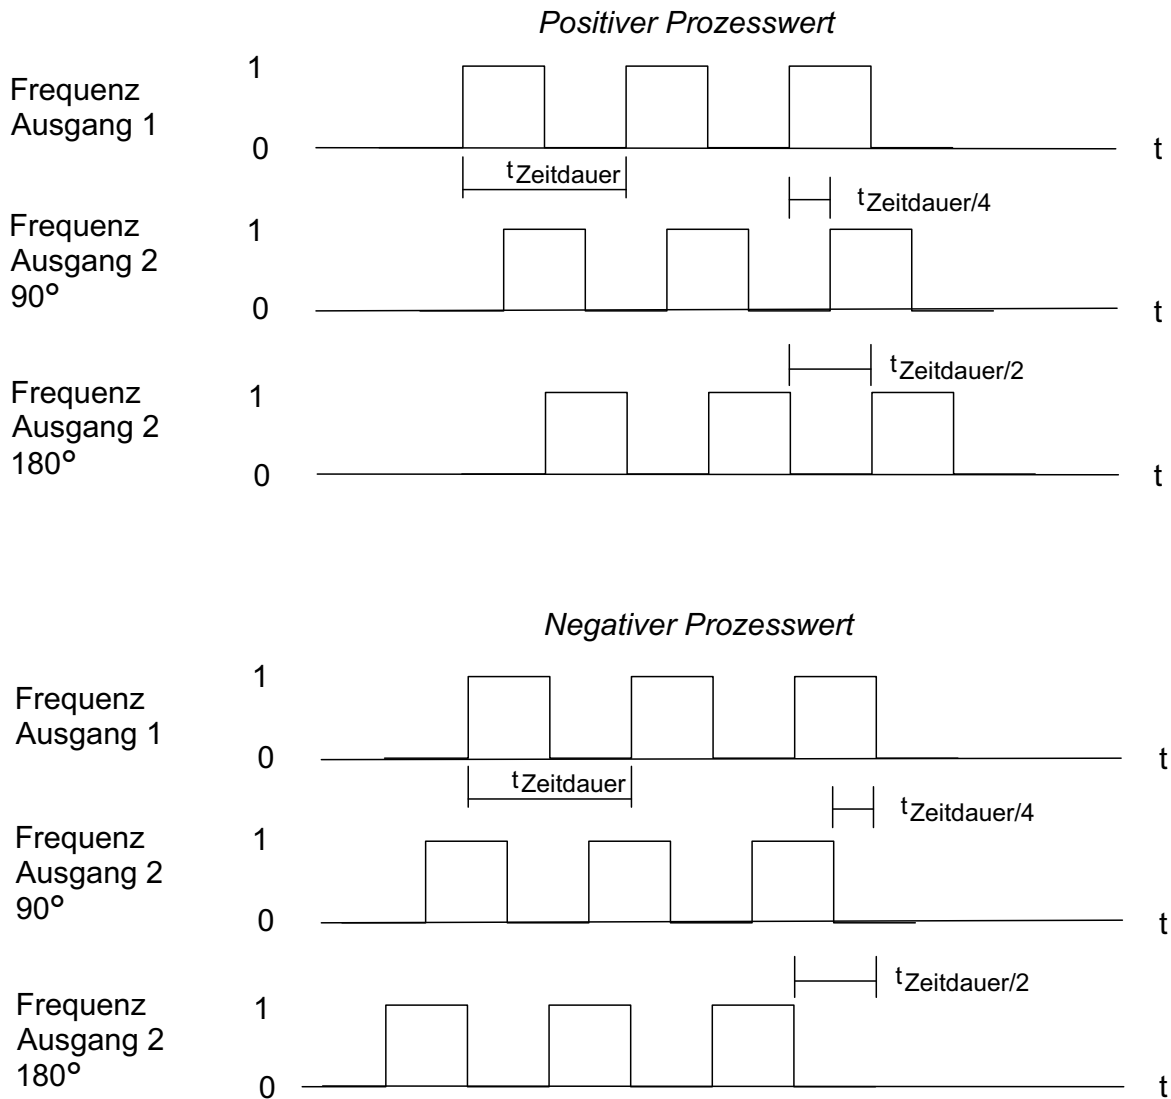 Positiver Prozesswert
Frequenz
Ausgang 1
1
0
t
tZeitdauer
tZeitdauer/4
Frequenz
Ausgang 2
90°
1
0
t
tZeitdauer/2
Frequenz
Ausgang 2
180°
1
0
t
Negativer Prozesswert
Frequenz
Ausgang 1
1
0
t
tZeitdauer
tZeitdauer/4
Frequenz
Ausgang 2
90°
1
0
t
tZeitdauer/2
Frequenz
Ausgang 2
180°
1
0
t